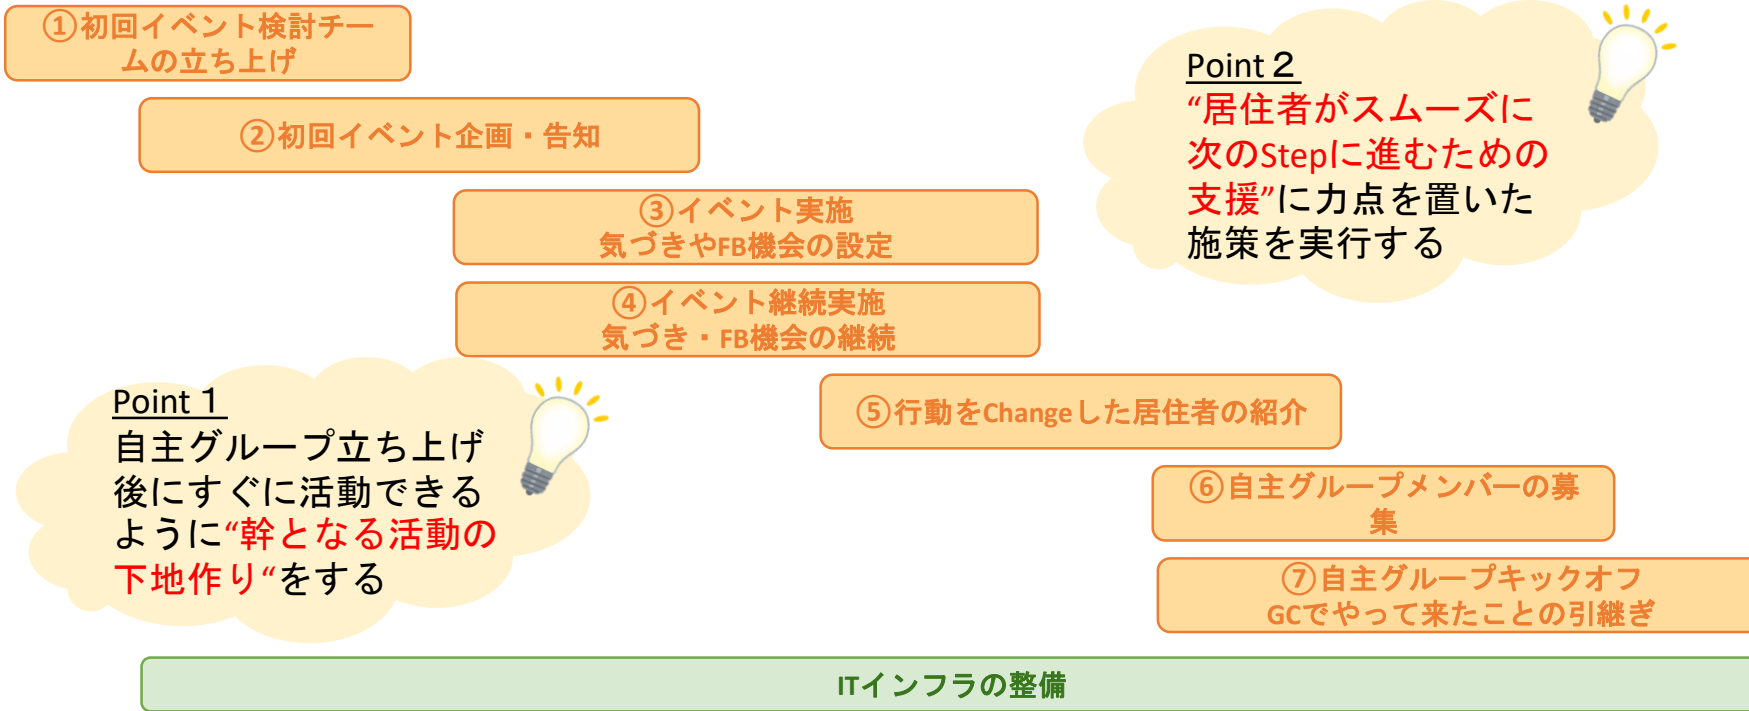 ①初回イベント検討チー
ムの立ち上げ
②初回イベント企画・告知
③イベント実施
気づきやFB機会の設定
④イベント継続実施
気づき・FB機会の継続
⑤行動をChangeした居住者の紹介
⑥自主グループメンバーの募
集
⑦自主グループキックオフ
GCでやって来たことの引継ぎ
ITインフラの整備
Point１
自主グループ立ち上げ
後にすぐに活動できる
ように“幹となる活動の
下地作り“をする
Point２
“居住者がスムーズに
次のStepに進むための
支援”に力点を置いた
施策を実行する